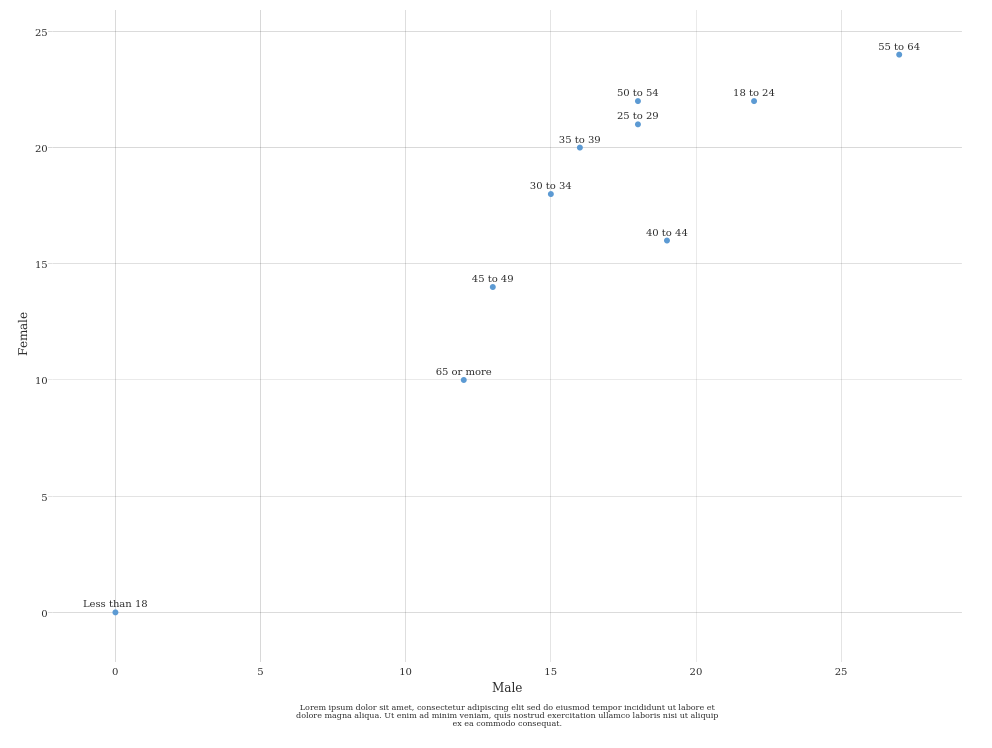 25
55 to 64
50 to 54
18 to 24
25 to 29
35 to 39
20
30 to 34
40 to 44
15
45 to 49
Female
65 or more
10
5
Less than 18
0
0
5
10
15
20
25
Male
Lorem ipsum dolor sit amet, consectetur adipiscing elit sed do eiusmod tempor incididunt ut labore et
dolore magna aliqua. Ut enim ad minim veniam, quis nostrud exercitation ullamco laboris nisi ut aliquip
ex ea commodo consequat.